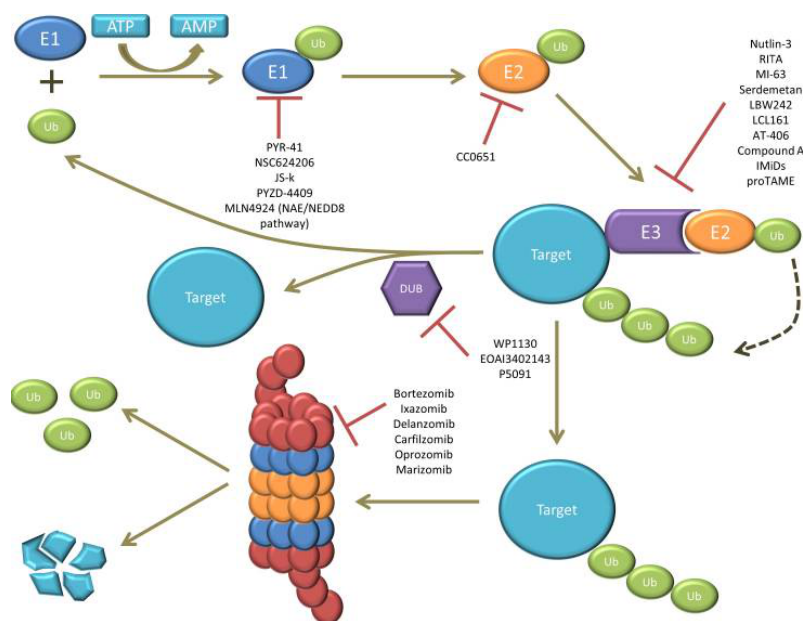 E1
ATP
AMP
+
Ub
E1
Ub
E2
Ub
PYR-41
NSC624206
JS-k
PYZD-4409
MLN4924 (NAE/NEDD8
pathway)
CC0651
Nutlin-3
RITA
MI-63
Serdemetan
LBW242
LCL161
AT-406
Compound A
IMiDs
proTAME
Target
E3
E2
Ub
Ub
Ub
Ub
Target
DUB
WP1130
EOAI3402143
P5091
Bortezomib
Ixazomib
Delanzomib
Carfilzomib
Oprozomib
Marizomib
Ub
Ub
Ub
Target
Ub
Ub
Ub